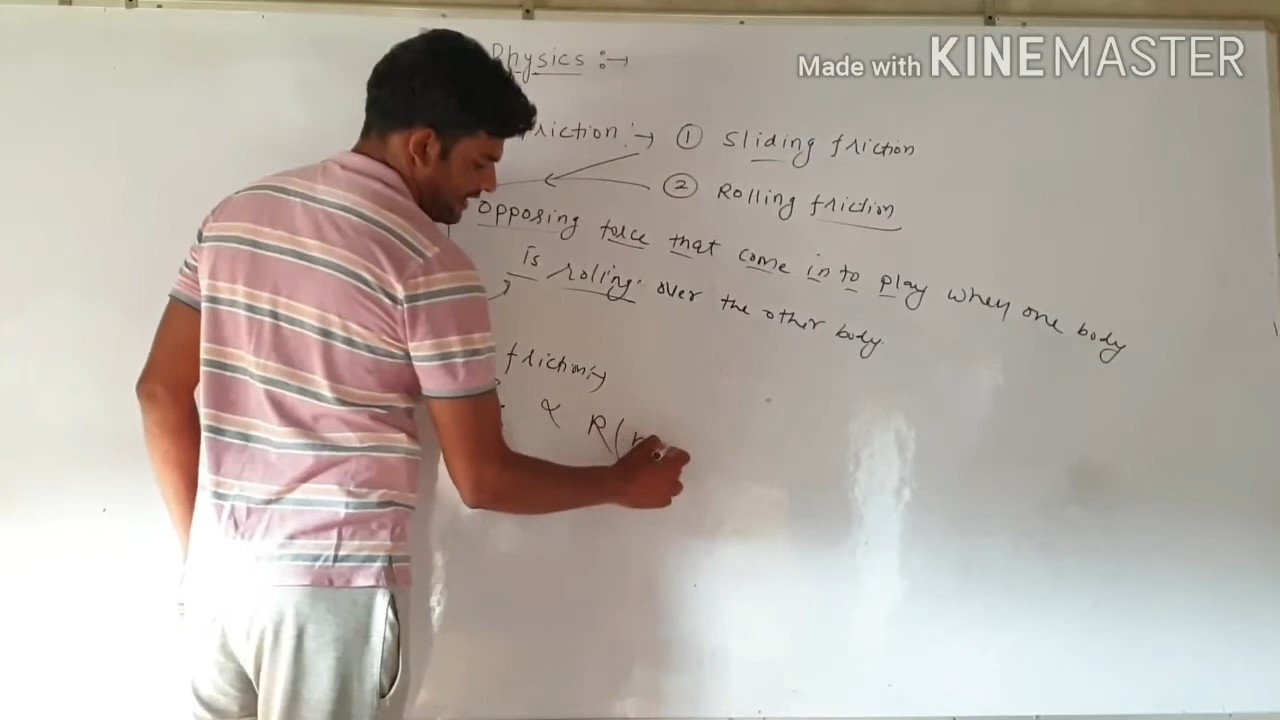 Physics :→
Made with KINEMASTER
friction :→ ① Sliding friction
② Rolling friction
opposing force that come in to play when one body
is rolling. over the other body.
friction:→
∝ R(